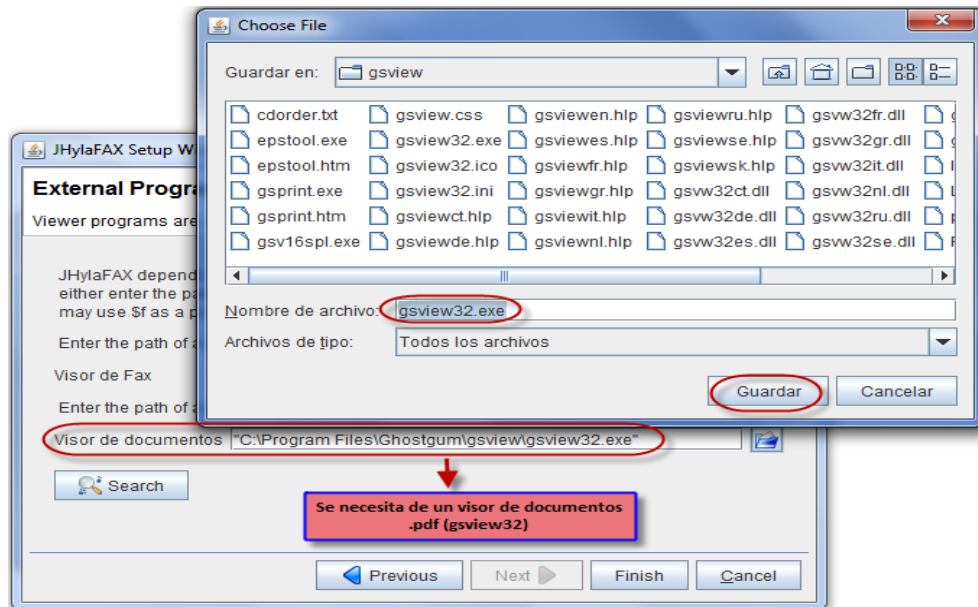 Choose File
Guardar en: gsview
cdorder.txt gsview.css gsviewen.hlp gsviewru.hlp gsvw32fr.dll
epstool.exe gsview32.exe gsviewes.hlp gsviewse.hlp gsvw32gr.dll
epstool.htm gsview32.ico gsviewfr.hlp gsviewsk.hlp gsvw32it.dll
gsprint.exe gsview32.ini gsviewgr.hlp gsvw32ct.dll gsvw32nl.dll
gsprint.htm gsviewct.hlp gsviewit.hlp gsvw32de.dll gsvw32ru.dll
gsv16spl.exe gsviewde.hlp gsviewnl.hlp gsvw32es.dll gsvw32se.dll
Nombre de archivo: gsview32.exe
Archivos de tipo: Todos los archivos
Guardar Cancelar
JHylaFAX Setup W
External Progra
Viewer programs are
JHylaFAX depend
either enter the pa
may use $f as a p
Enter the path of a
Visor de Fax
Enter the path of a
Visor de documentos "C:\Program Files\Ghostgum\gsview\gsview32.exe"
Search
Se necesita de un visor de documentos
.pdf (gsview32)
Previous Next Finish Cancel